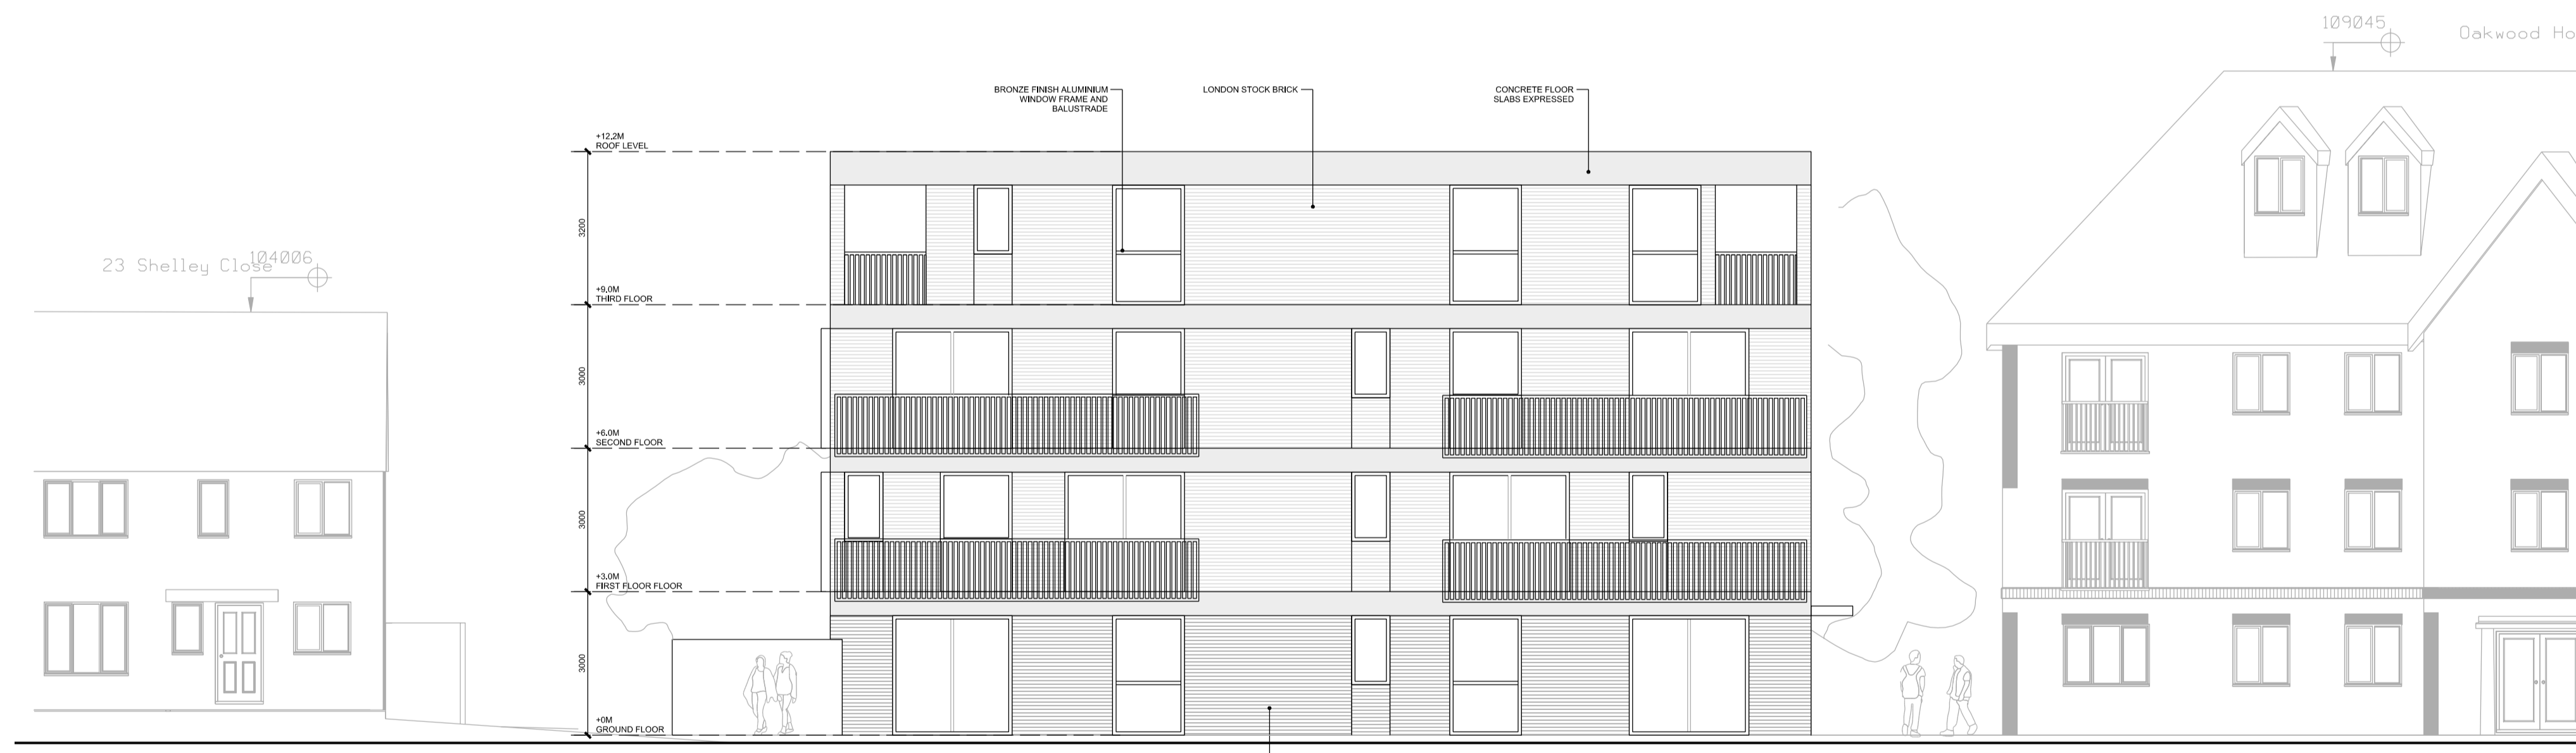 109045
Oakwood Ho
BRONZE FINISH ALUMINIUM
WINDOW FRAME AND
BALUSTRADE
LONDON STOCK BRICK
CONCRETE FLOOR
SLABS EXPRESSED
+12.2M
ROOF LEVEL
3200
23 Shelley Close
104006
+9.0M
THIRD FLOOR
3000
+6.0M
SECOND FLOOR
3000
+3.0M
FIRST FLOOR FLOOR
3000
+0M
GROUND FLOOR